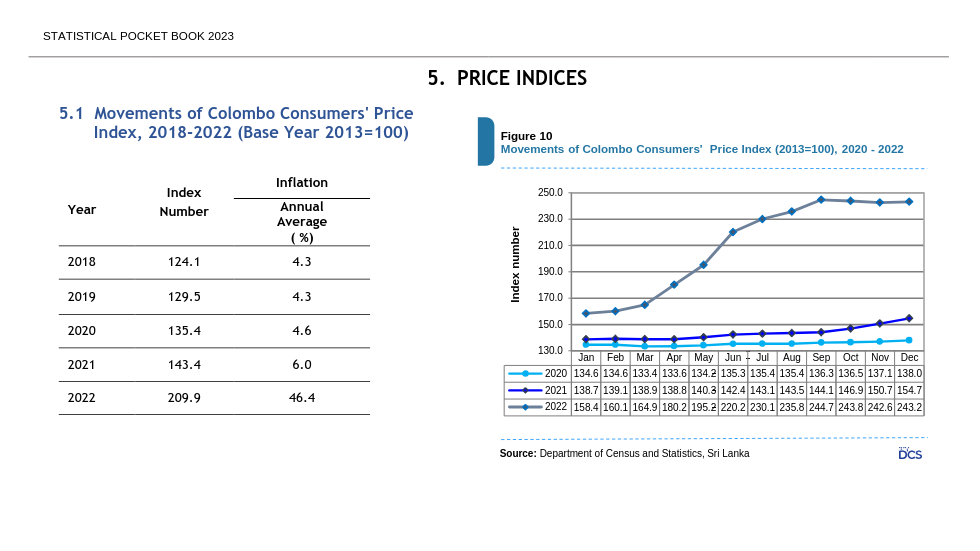 STATISTICAL POCKET BOOK 2023
5. PRICE INDICES
5.1 Movements of Colombo Consumers' Price
Index, 2018-2022 (Base Year 2013=100)
Year
Index
Number
Inflation
Annual
Average
( %)
2018 124.1 4.3
2019 129.5 4.3
2020 135.4 4.6
2021 143.4 6.0
2022 209.9 46.4
Figure 10
Movements of Colombo Consumers' Price Index (2013=100), 2020 - 2022
Index number
250.0
230.0
210.0
190.0
170.0
150.0
130.0
Jan Feb Mar Apr May Jun Jul Aug Sep Oct Nov Dec
2020 134.6 134.6 133.4 133.6 134.2 135.3 135.4 135.4 136.3 136.5 137.1 138.0
2021 138.7 139.1 138.9 138.8 140.3 142.4 143.1 143.5 144.1 146.9 150.7 154.7
2022 158.4 160.1 164.9 180.2 195.2 220.2 230.1 235.8 244.7 243.8 242.6 243.2
Source: Department of Census and Statistics, Sri Lanka
DCS